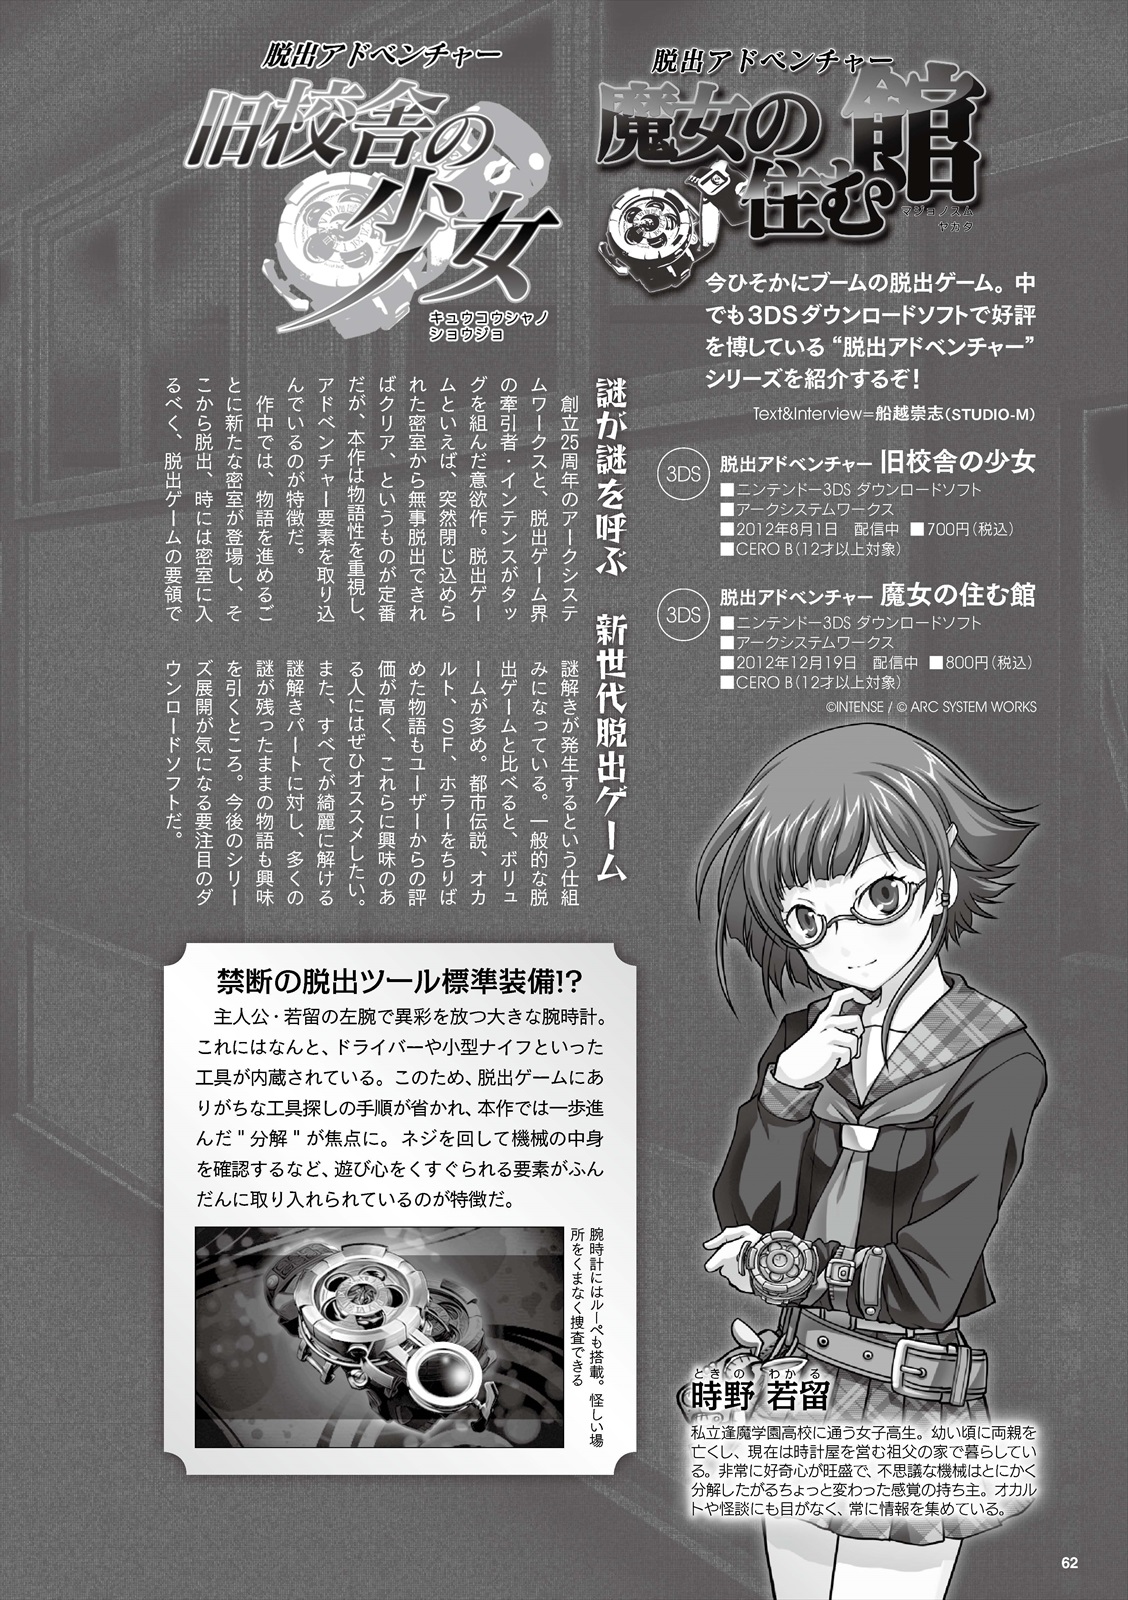 脱出アドベンチャー
魔女の
住む館
マジョノスム
ヤカタ
脱出アドベンチャー
旧校舎の
少女
キュウコウシャノ
ショウジョ
今ひそかにブームの脱出ゲーム。中
でも3DSダウンロードソフトで好評
を博している“脱出アドベンチャー”
シリーズを紹介するぞ！
Text&Interview=船越崇志(STUDIO-M)
3DS
脱出アドベンチャー 旧校舎の少女
■ニンテンドー3DS ダウンロードソフト
■アークシステムワークス
■2012年8月1日 配信中 ■700円(税込)
■CERO B(12才以上対象)
3DS
脱出アドベンチャー 魔女の住む館
■ニンテンドー3DS ダウンロードソフト
■アークシステムワークス
■2012年12月19日 配信中 ■800円(税込)
■CERO B(12才以上対象)
©INTENSE / © ARC SYSTEM WORKS
謎が謎を呼ぶ 新世代脱出ゲーム
創立25周年のアークシステ
ムワークスと、脱出ゲーム界
の牽引者・インテンスがタッ
グを組んだ意欲作。脱出ゲー
ムといえば、突然閉じ込めら
れた密室から無事脱出できれ
ばクリア、というものが定番
だが、本作は物語性を重視し、
アドベンチャー要素を取り込
んでいるのが特徴だ。
作中では、物語を進めるご
とに新たな密室が登場し、そ
こから脱出、時には密室に入
るべく、脱出ゲームの要領で
謎解きが発生するという仕組
みになっている。一般的な脱
出ゲームと比べると、ボリュ
ームが多め。都市伝説、オカ
ルト、SF、ホラーをちりば
めた物語もユーザーからの評
価が高く、これらに興味のあ
る人にはぜひオススメしたい。
また、すべてが綺麗に解ける
謎解きパートに対し、多くの
謎が残ったままの物語も興味
を引くところ。今後のシリー
ズ展開が気になる要注目のダ
ウンロードソフトだ。
禁断の脱出ツール標準装備!?
主人公・若留の左腕で異彩を放つ大きな腕時計。
これにはなんと、ドライバーや小型ナイフといった
工具が内蔵されている。このため、脱出ゲームにあ
りがちな工具探しの手順が省かれ、本作では一歩進
んだ"分解"が焦点に。ネジを回して機械の中身
を確認するなど、遊び心をくすぐられる要素がふん
だんに取り入れられているのが特徴だ。
腕時計にはルーペも搭載。怪しい場
所をくまなく捜査できる
ときの わかる
時野 若留
私立逢魔学園高校に通う女子高生。幼い頃に両親を
亡くし、現在は時計屋を営む祖父の家で暮らしてい
る。非常に好奇心が旺盛で、不思議な機械はとにかく
分解したがるちょっと変わった感覚の持ち主。オカル
トや怪談にも目がなく、常に情報を集めている。
62